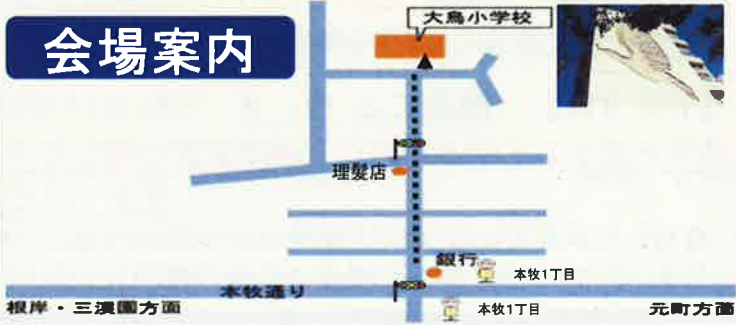 会場案内
大鳥小学校
理髪店
銀行
本牧1丁目
本牧通り
本牧1丁目
根岸・三溪園方面
元町方面